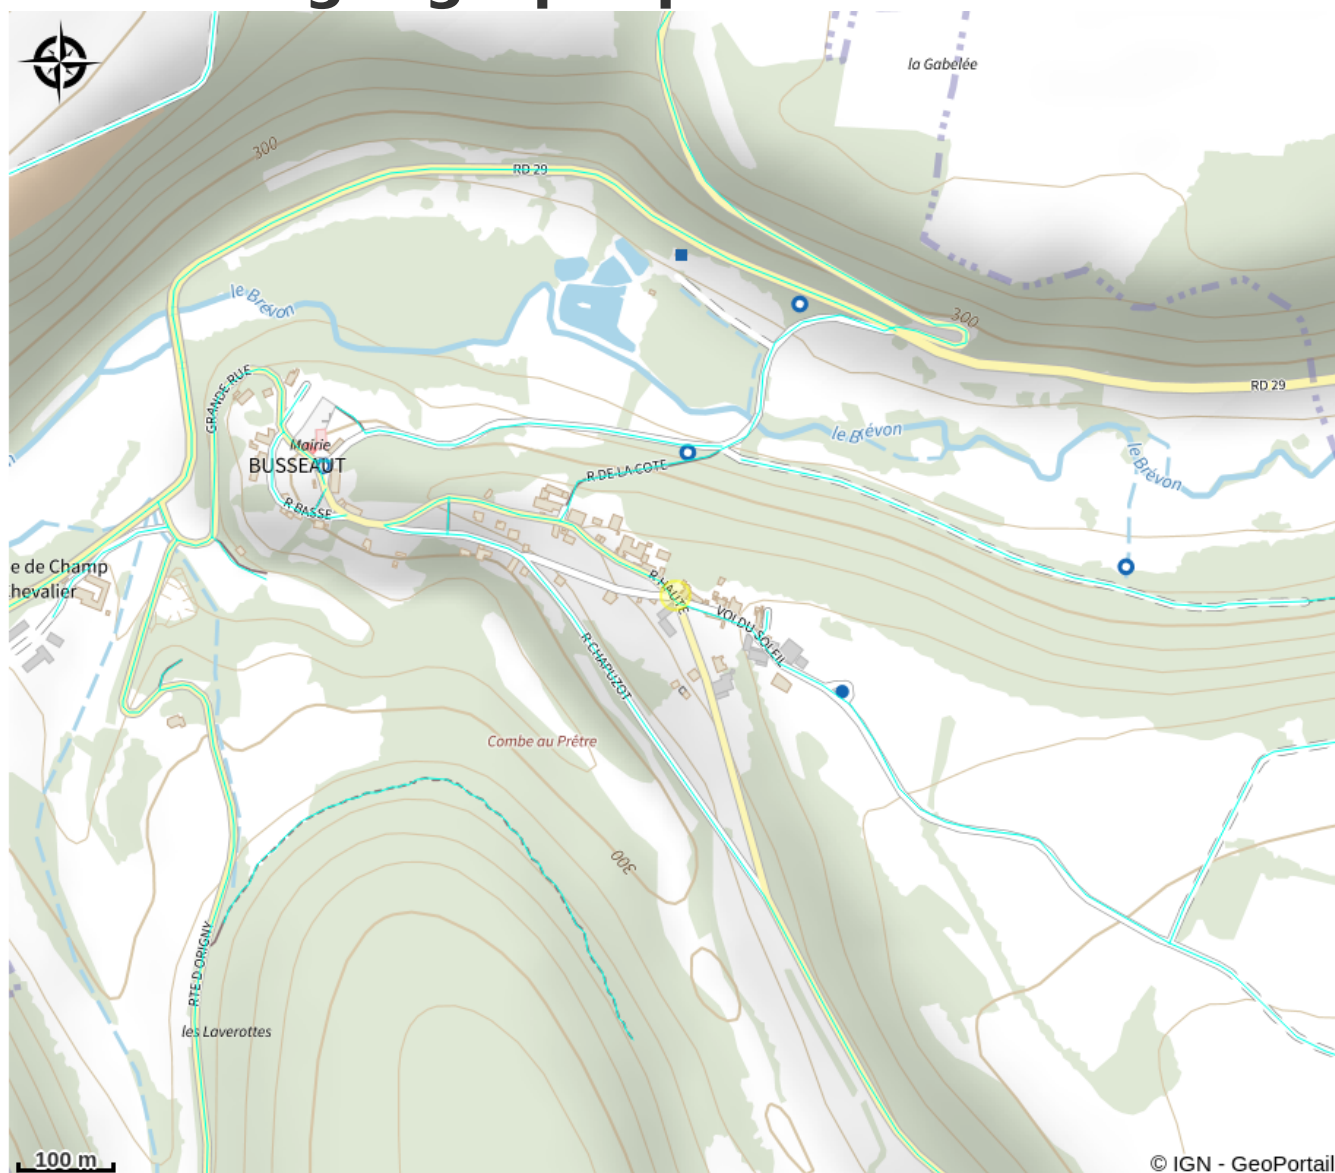 la Gabelée
300
RD 29
le Brévon
300
GRANDE RUE
RD 29
Mairie
BUSSEAUT
le Brévon
le Brévon
R DE LA COTE
R BASSE
e de Champ
hevalier
R HAUTE
VOI DU SOLEIL
R CHAPUZOT
Combe au Prêtre
300
RTE D ORIGNY
les Laverottes
100 m
© IGN - GeoPortail